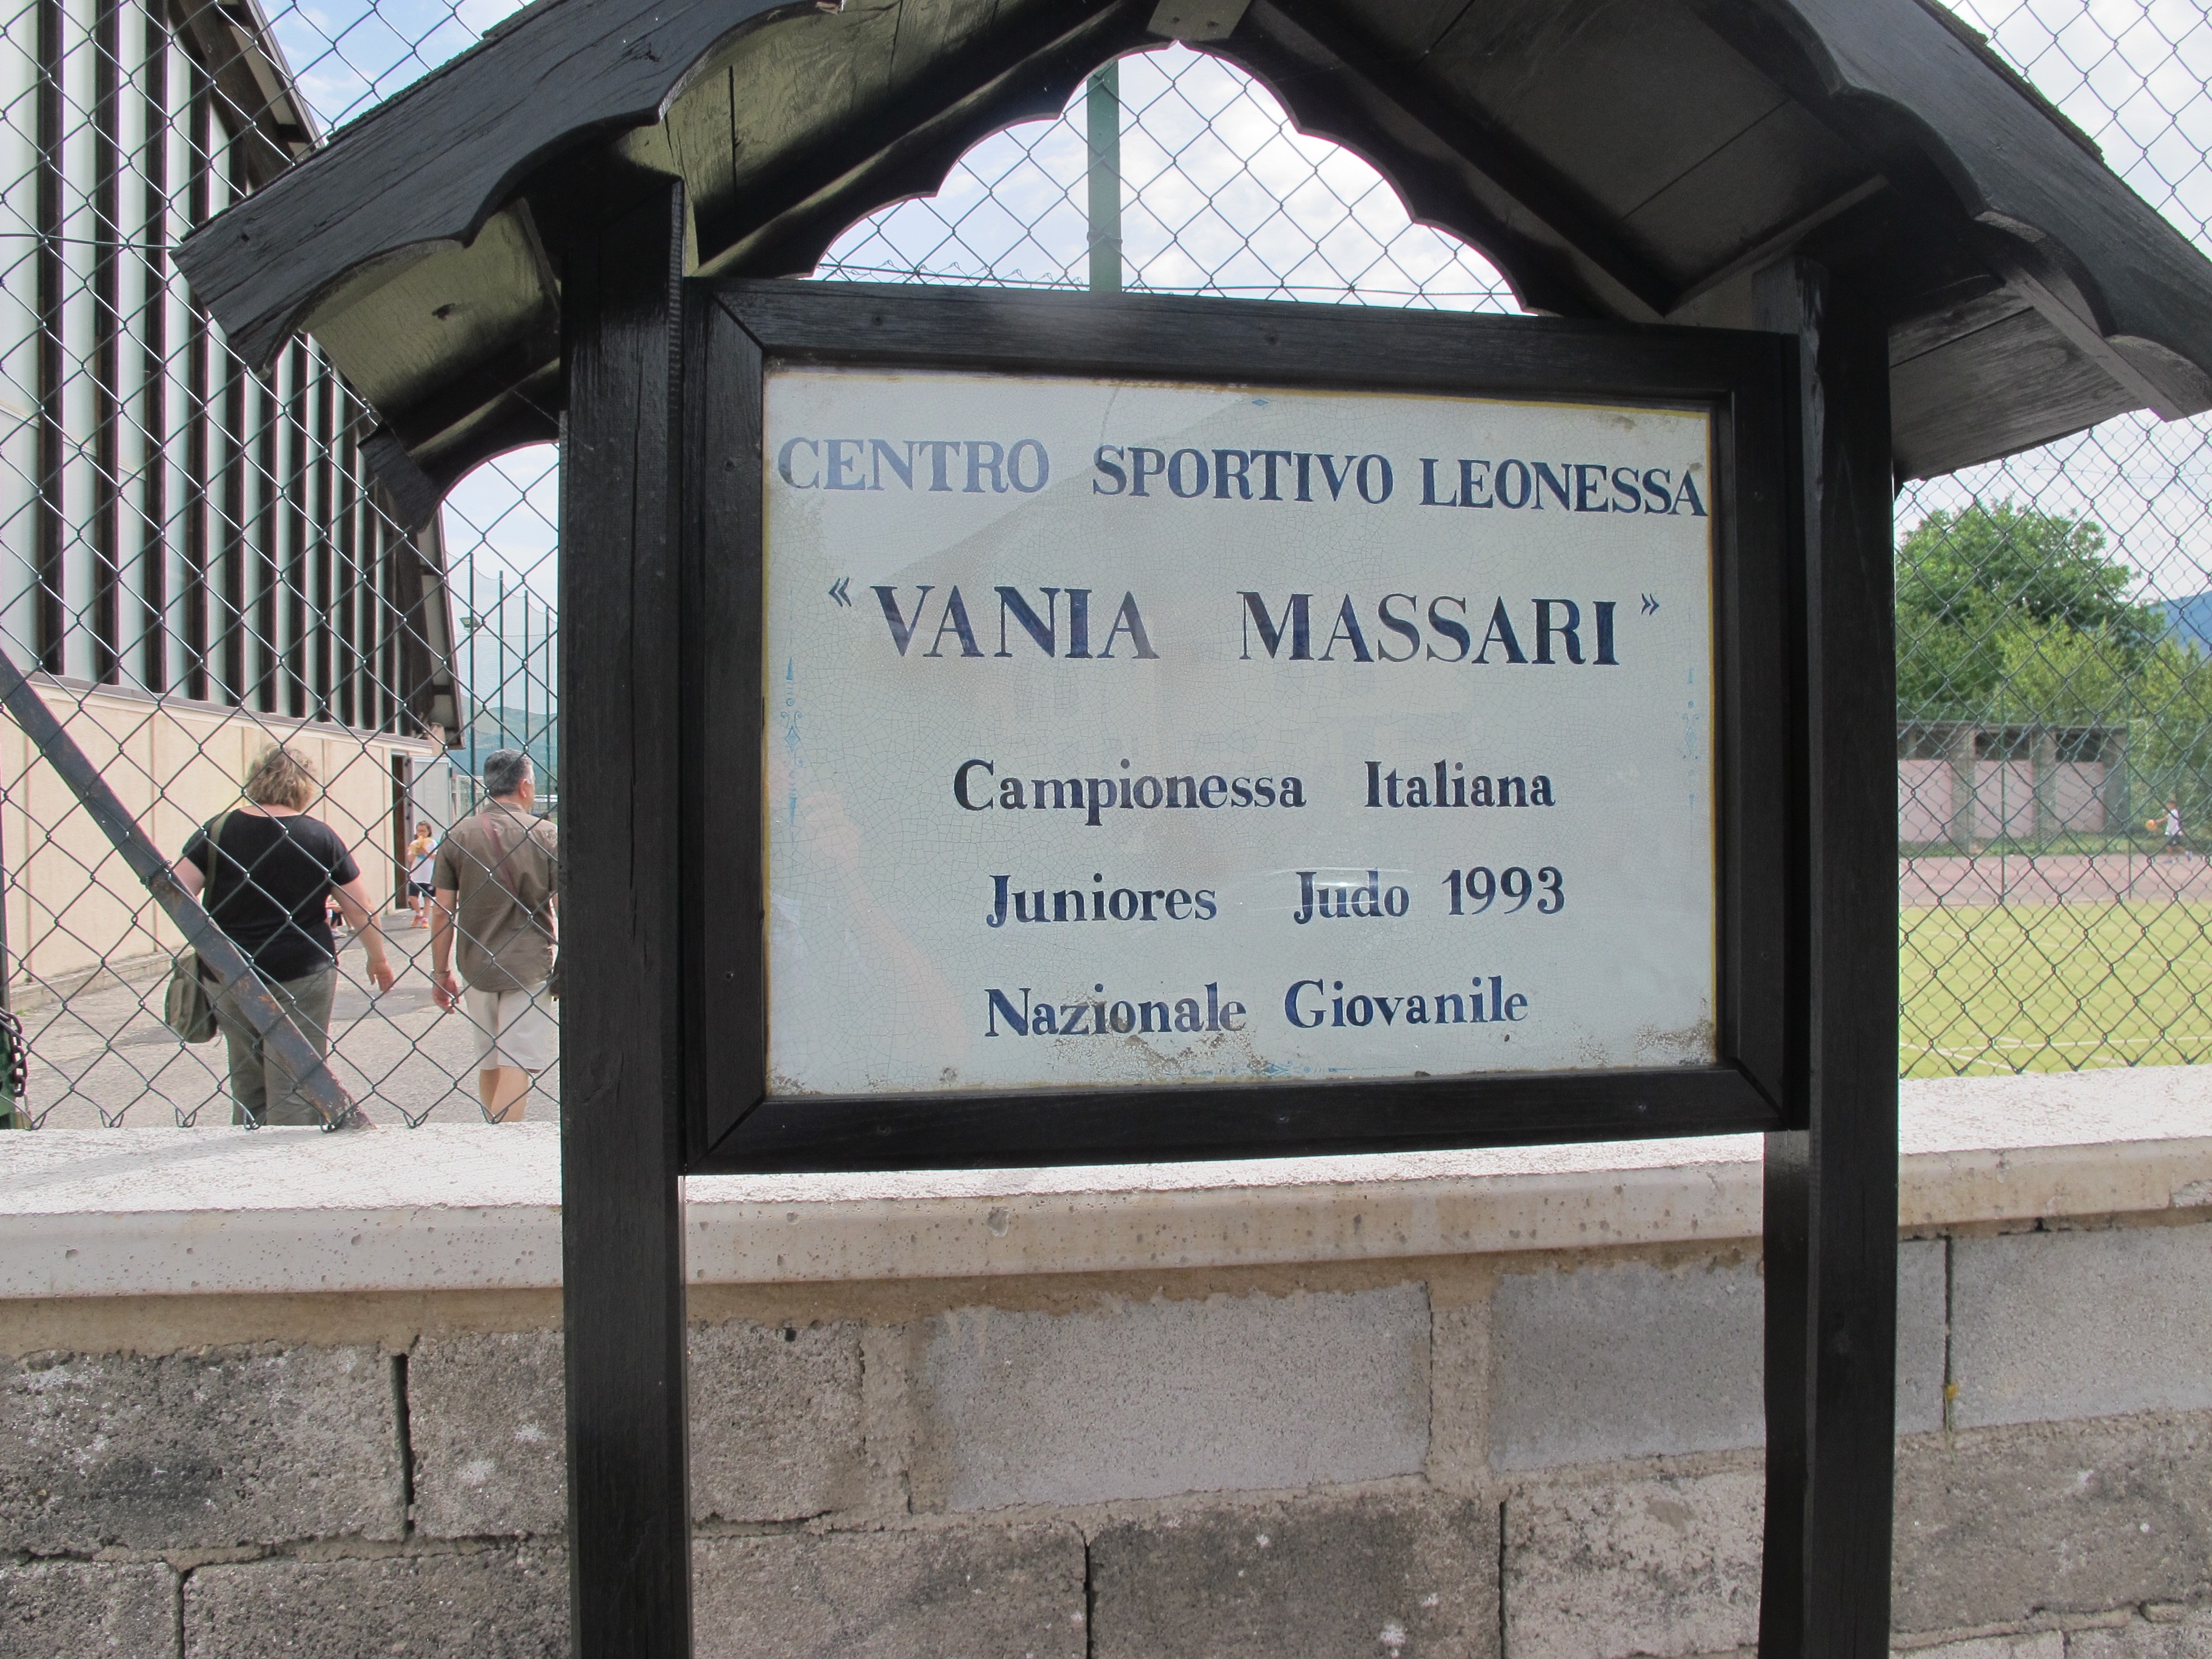 CENTRO SPORTIVO LEONESSA
« VANIA MASSARI »
Campionessa Italiana
Juniores Judo 1993
Nazionale Giovanile